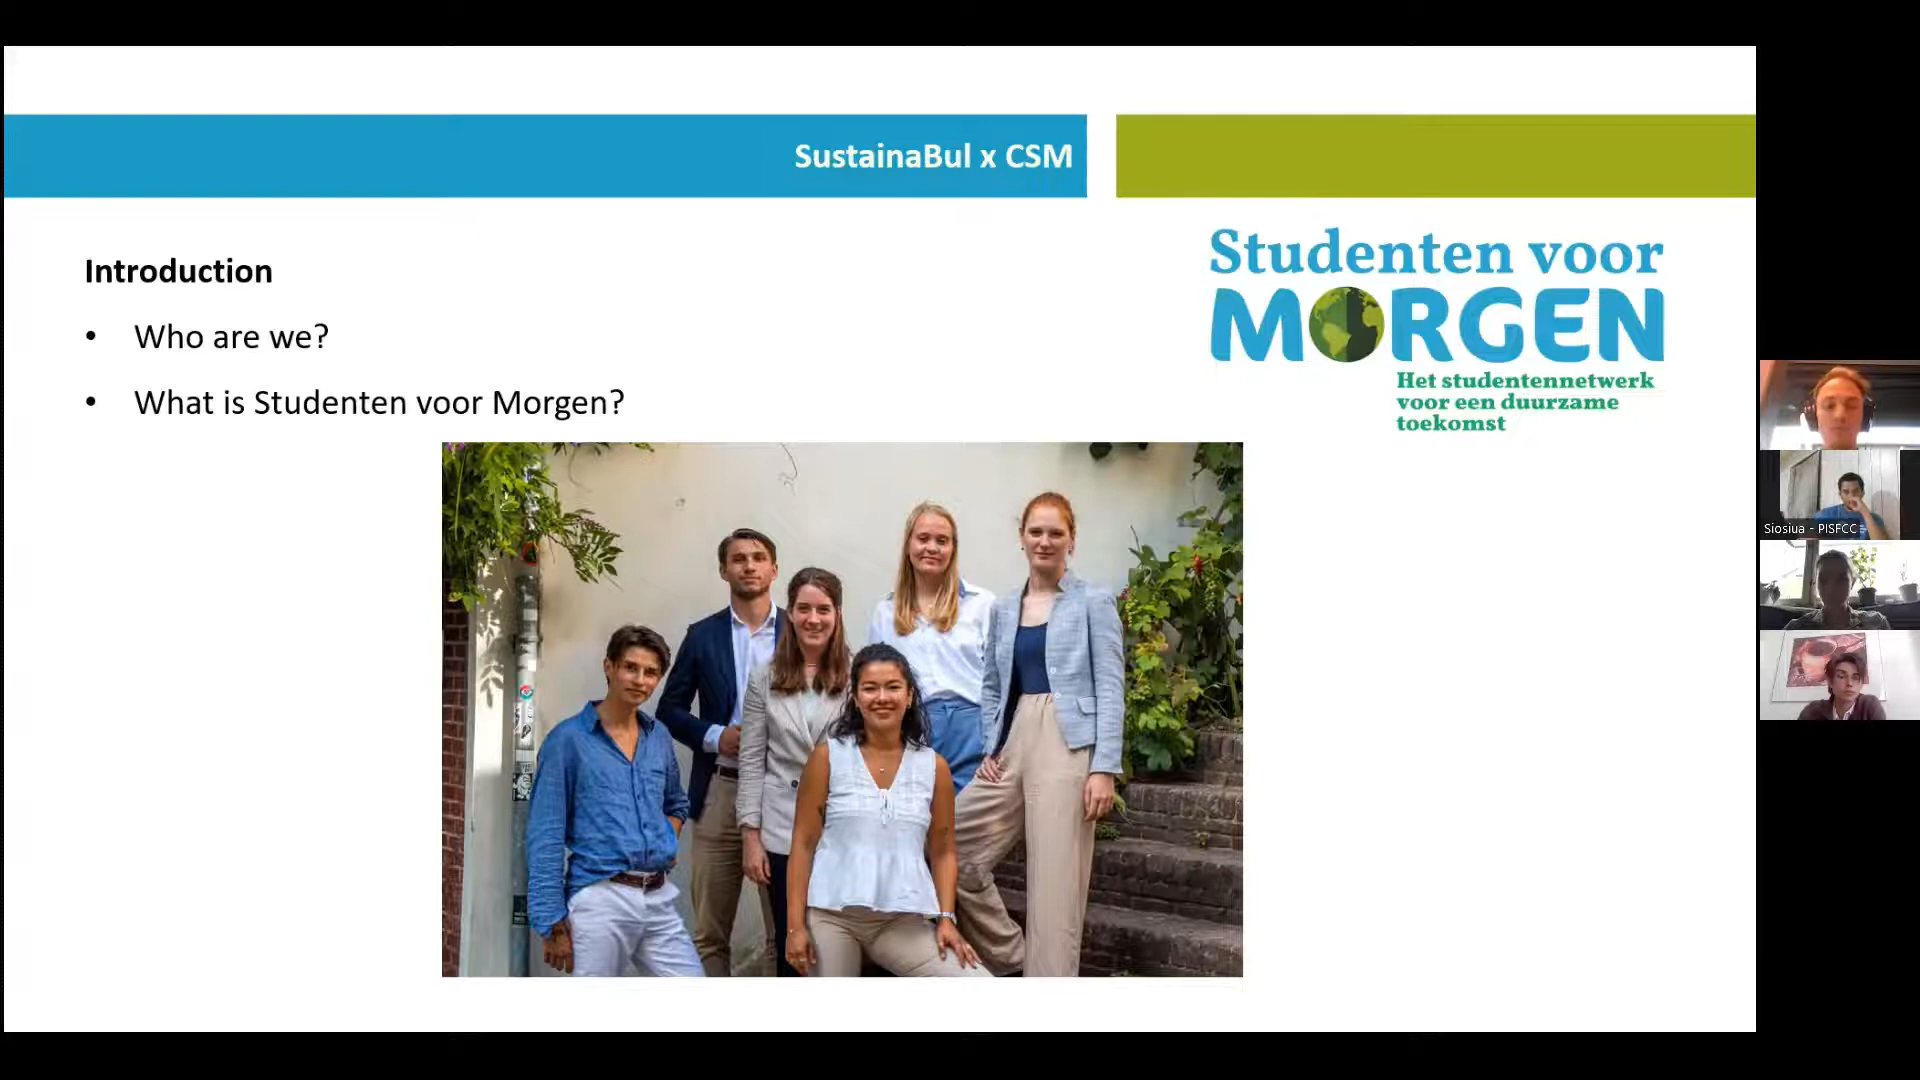 SustainaBul x CSM
Introduction
• Who are we?
• What is Studenten voor Morgen?
Studenten voor
MORGEN
Het studentennetwerk
voor een duurzame
toekomst
Siosiua - PISFCC